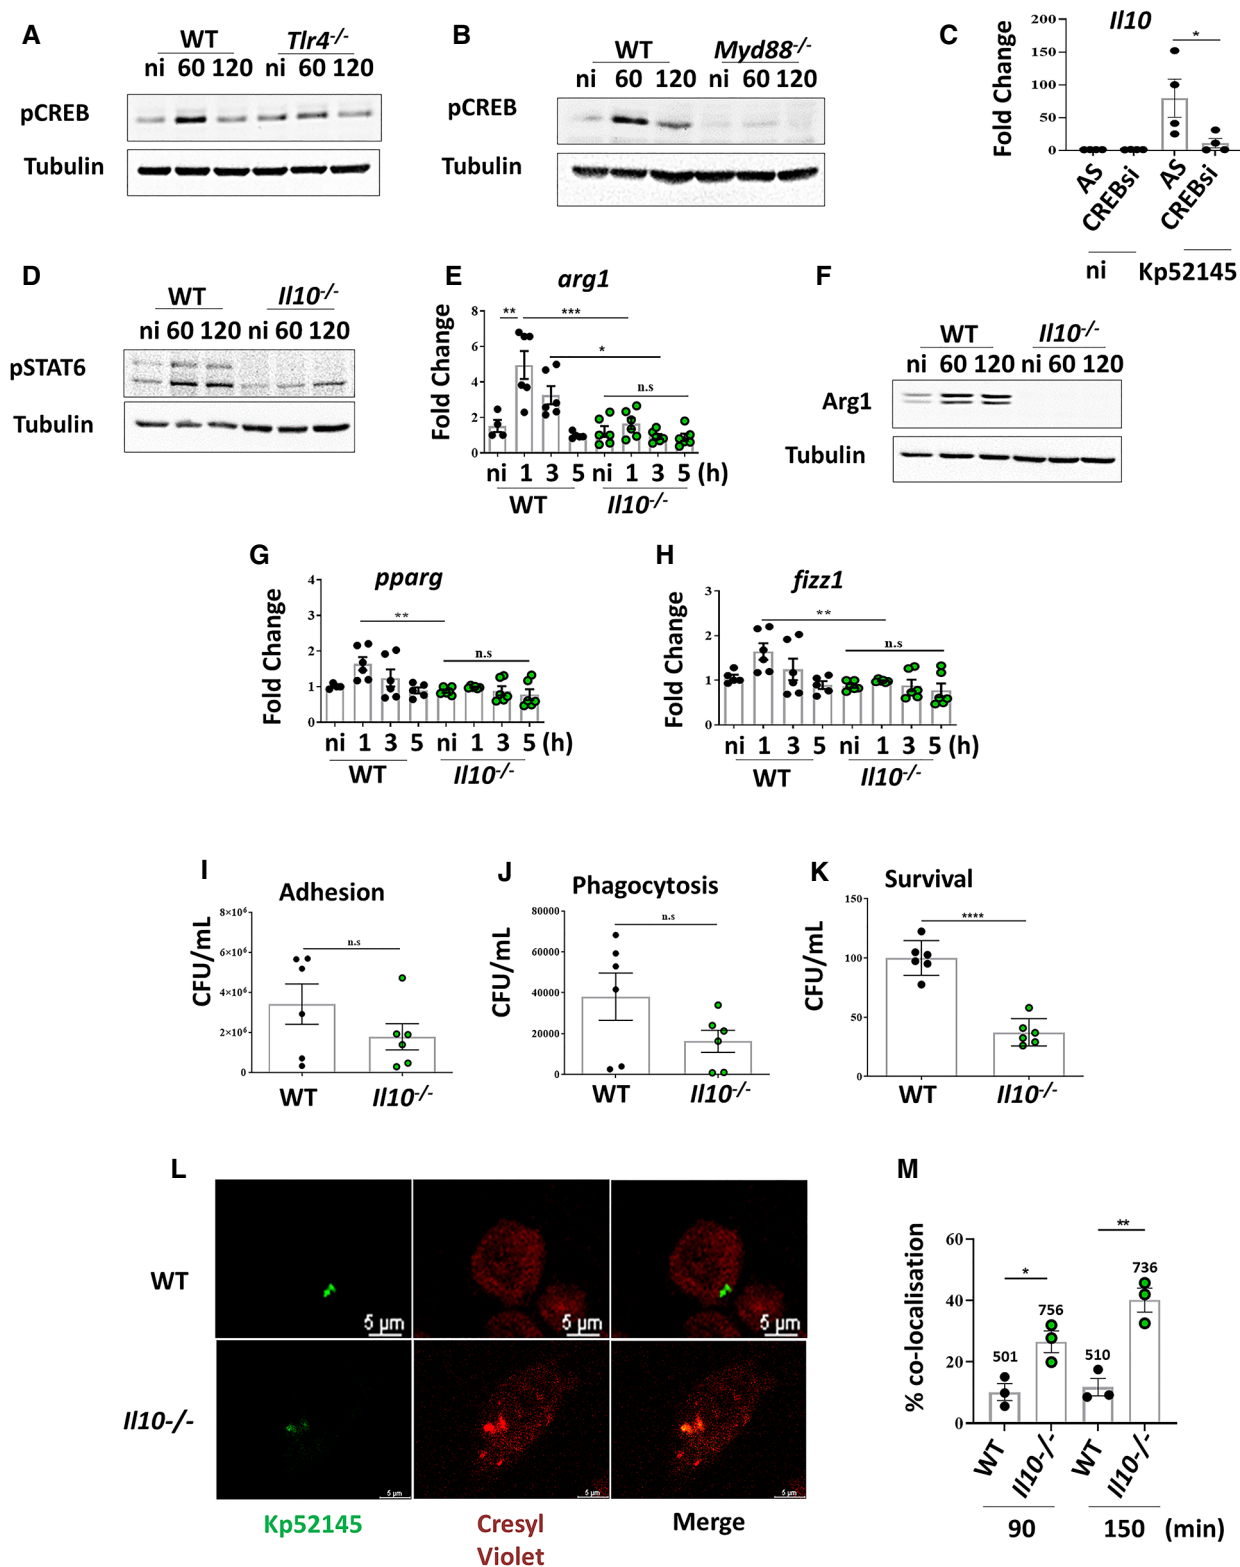 A
WT Tlr4-/-
ni 60 120 ni 60 120
pCREB
Tubulin
B
WT Myd88-/-
ni 60 120 ni 60 120
pCREB
Tubulin
C
Il10
Fold Change
200
150
100
50
0
*
AS
CREBsi
AS
CREBsi
ni Kp52145
D
WT Il10-/-
ni 60 120 ni 60 120
pSTAT6
Tubulin
E
arg1
Fold Change
8
6
4
2
0
** ***
*
n.s
ni 1 3 5 ni 1 3 5 (h)
WT Il10-/-
F
WT Il10-/-
ni 60 120 ni 60 120
Arg1
Tubulin
G
pparg
Fold Change
4
3
2
1
0
**
n.s
ni 1 3 5 ni 1 3 5 (h)
WT Il10-/-
H
fizz1
Fold Change
3
2
1
0
**
n.s
ni 1 3 5 ni 1 3 5 (h)
WT Il10-/-
I
Adhesion
CFU/mL
8×10⁶
6×10⁶
4×10⁶
2×10⁶
0
n.s
WT Il10-/-
J
Phagocytosis
CFU/mL
80000
60000
40000
20000
0
n.s
WT Il10-/-
K
Survival
CFU/mL
150
100
50
0
****
WT Il10-/-
L
WT
5 µm
5 µm
5 µm
Il10-/-
5 µm
5 µm
5 µm
Kp52145
Cresyl
Violet
Merge
M
% co-localisation
60
40
20
0
*
**
501
756
510
736
WT
Il10-/-
WT
Il10-/-
90 150 (min)